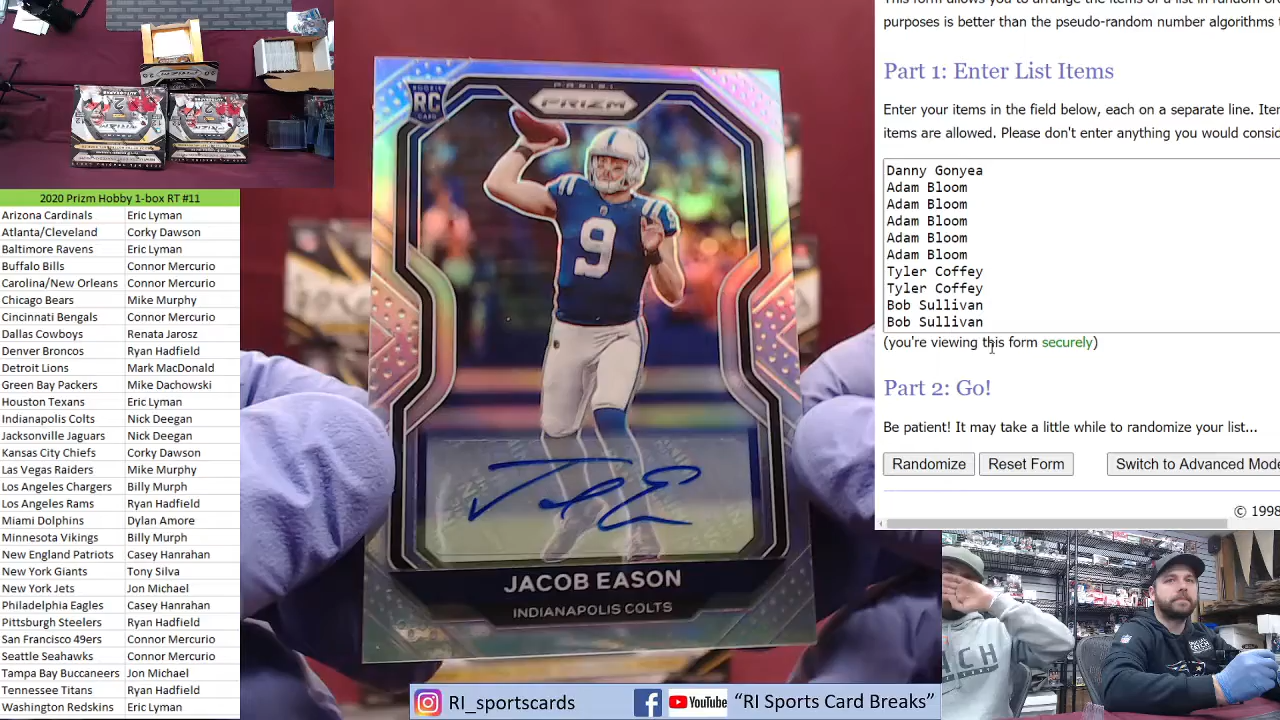 This form allows you to arrange the items of a list in random
purposes is better than the pseudo-random number algorithms
Part 1: Enter List Items
Enter your items in the field below, each on a separate line.
items are allowed. Please don't enter anything you would
Danny Gonyea
Adam Bloom
Adam Bloom
Adam Bloom
Adam Bloom
Adam Bloom
Tyler Coffey
Tyler Coffey
Bob Sullivan
Bob Sullivan
(you're viewing this form securely)
Part 2: Go!
Be patient! It may take a little while to randomize your list...
Randomize Reset Form Switch to Advanced Mode
© 1998
2020 Prizm Hobby 1-box RT #11
Arizona Cardinals Eric Lyman
Atlanta/Cleveland Corky Dawson
Baltimore Ravens Eric Lyman
Buffalo Bills Connor Mercurio
Carolina/New Orleans Connor Mercurio
Chicago Bears Mike Murphy
Cincinnati Bengals Connor Mercurio
Dallas Cowboys Renata Jarosz
Denver Broncos Ryan Hadfield
Detroit Lions Mark MacDonald
Green Bay Packers Mike Dachowski
Houston Texans Eric Lyman
Indianapolis Colts Nick Deegan
Jacksonville Jaguars Nick Deegan
Kansas City Chiefs Corky Dawson
Las Vegas Raiders Mike Murphy
Los Angeles Chargers Billy Murph
Los Angeles Rams Ryan Hadfield
Miami Dolphins Dylan Amore
Minnesota Vikings Billy Murph
New England Patriots Casey Hanrahan
New York Giants Tony Silva
New York Jets Jon Michael
Philadelphia Eagles Casey Hanrahan
Pittsburgh Steelers Ryan Hadfield
San Francisco 49ers Connor Mercurio
Seattle Seahawks Connor Mercurio
Tampa Bay Buccaneers Jon Michael
Tennessee Titans Ryan Hadfield
Washington Redskins Eric Lyman
RC
PANINI
PRIZM
9
JACOB EASON
INDIANAPOLIS COLTS
RI_sportscards YouTube "RI Sports Card Breaks"